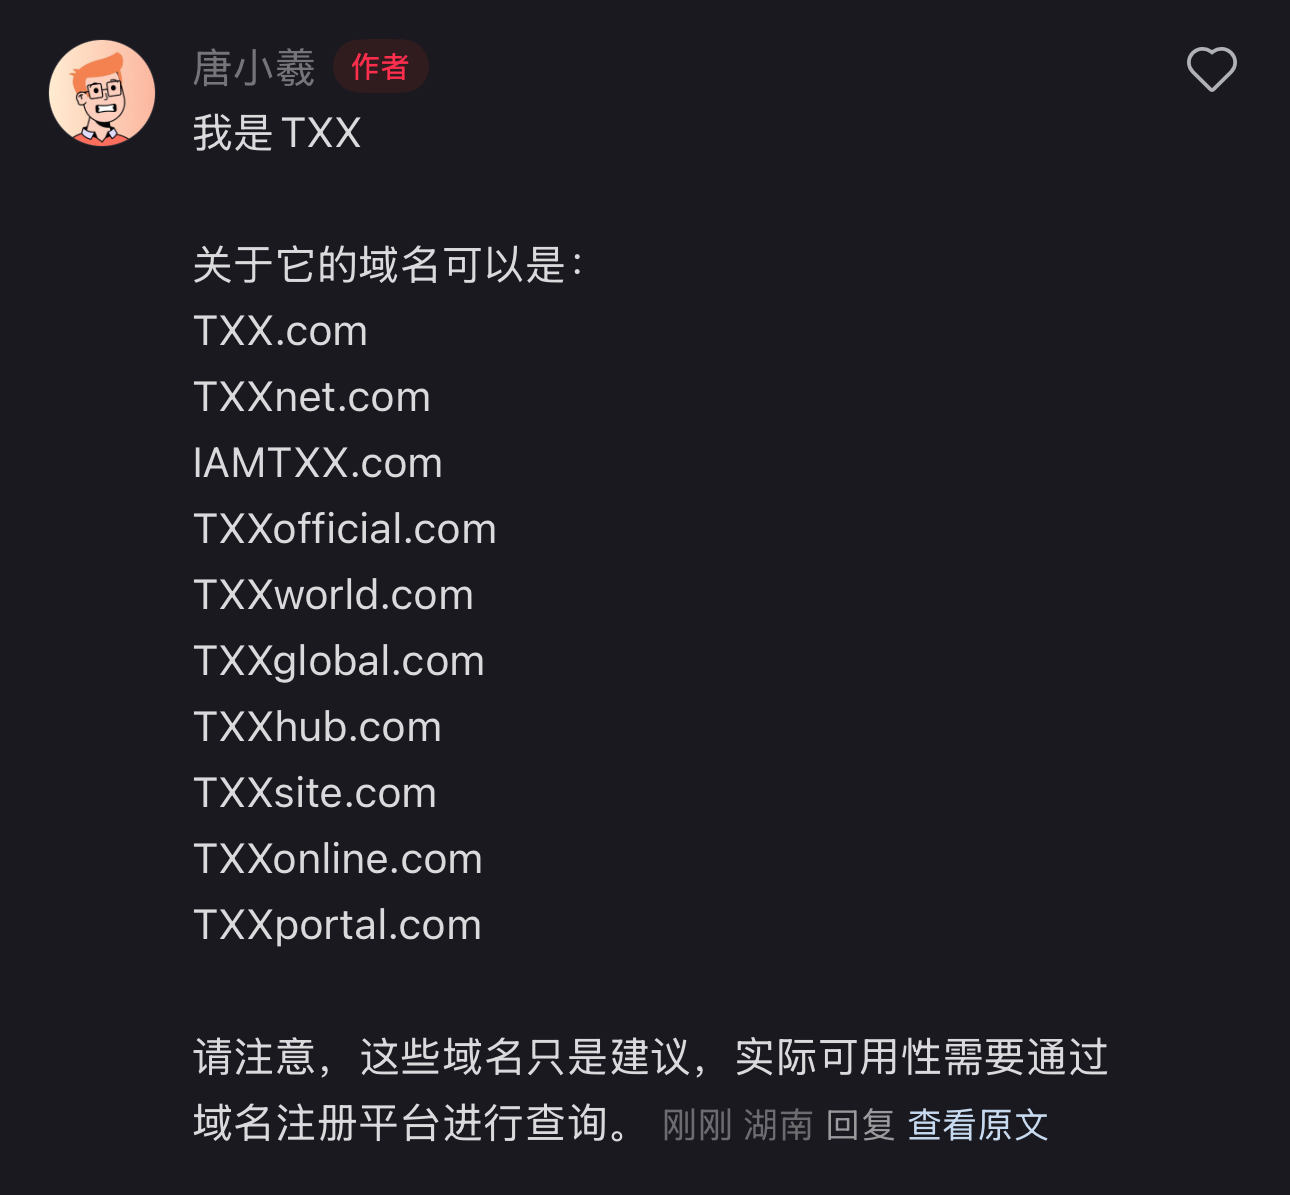 唐小羲 作者
我是TXX
关于它的域名可以是：
TXX.com
TXXnet.com
IAMTXX.com
TXXofficial.com
TXXworld.com
TXXglobal.com
TXXhub.com
TXXsite.com
TXXonline.com
TXXportal.com
请注意，这些域名只是建议，实际可用性需要通过
域名注册平台进行查询。 刚刚 湖南 回复 查看原文